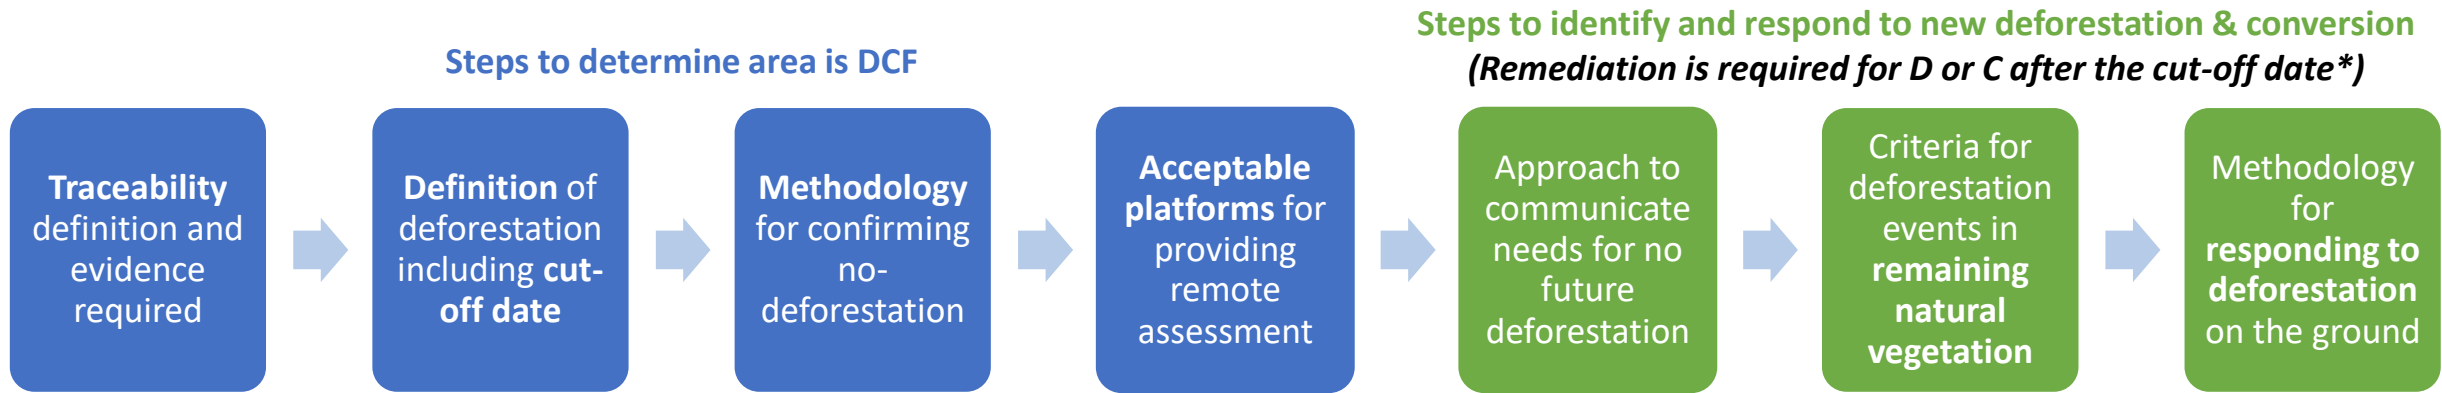 Steps to determine area is DCF
Steps to identify and respond to new deforestation & conversion
(Remediation is required for D or C after the cut-off date*)
Traceability
definition and
evidence
required
Definition of
deforestation
including cut-
off date
Methodology
for confirming
no-
deforestation
Acceptable
platforms for
providing
remote
assessment
Approach to
communicate
needs for no
future
deforestation
Criteria for
deforestation
events in
remaining
natural
vegetation
Methodology
for
responding to
deforestation
on the ground